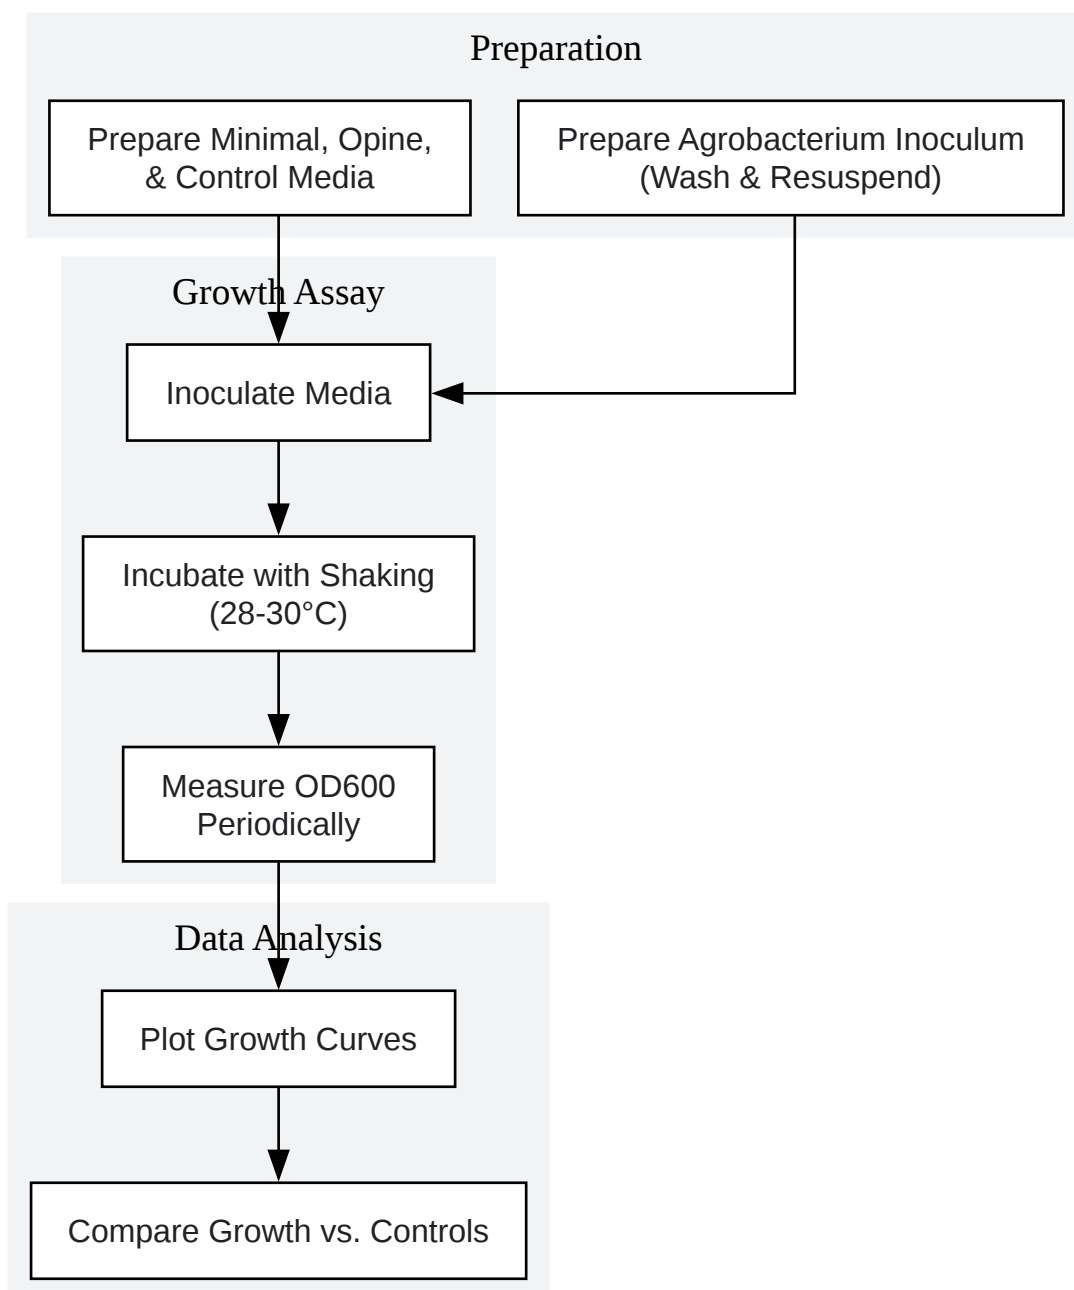 Preparation
Prepare Minimal, Opine,
& Control Media
Prepare Agrobacterium Inoculum
(Wash & Resuspend)
Growth Assay
Inoculate Media
Incubate with Shaking
(28-30°C)
Measure OD600
Periodically
Data Analysis
Plot Growth Curves
Compare Growth vs. Controls